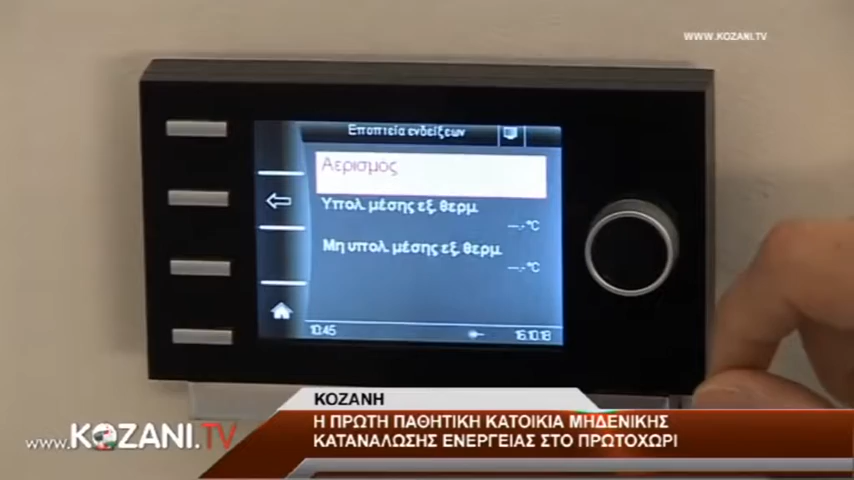 www.KOZANI.TV
Εποπτεία ενδείξεων
Αερισμός
Υπολ. μέσης εξ. θερμ.
---.- °C
Μη υπολ. μέσης εξ. θερμ.
---.- °C
10:45
16.10.18
ΚΟΖΑΝΗ
Η ΠΡΩΤΗ ΠΑΘΗΤΙΚΗ ΚΑΤΟΙΚΙΑ ΜΗΔΕΝΙΚΗΣ
ΚΑΤΑΝΑΛΩΣΗΣ ΕΝΕΡΓΕΙΑΣ ΣΤΟ ΠΡΩΤΟΧΩΡΙ
www.KOZANI.TV